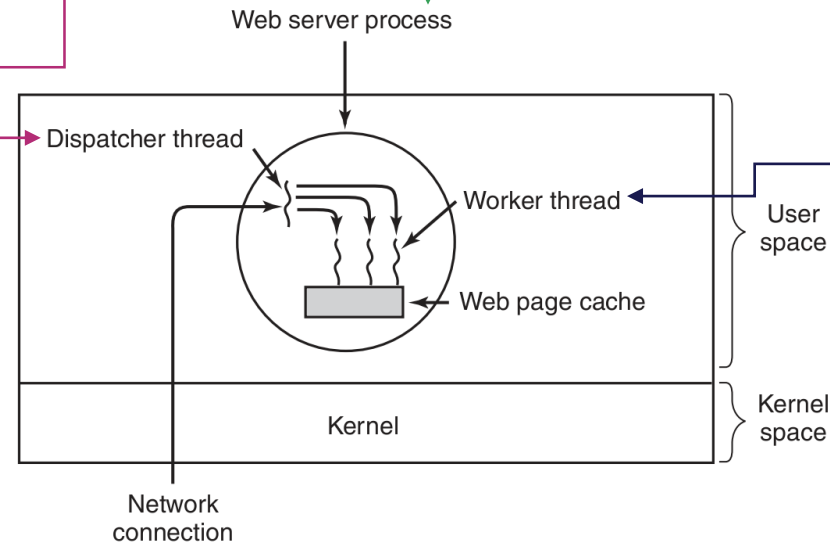 Web server process
Dispatcher thread
Worker thread
User
space
Web page cache
Kernel
Kernel
space
Network
connection